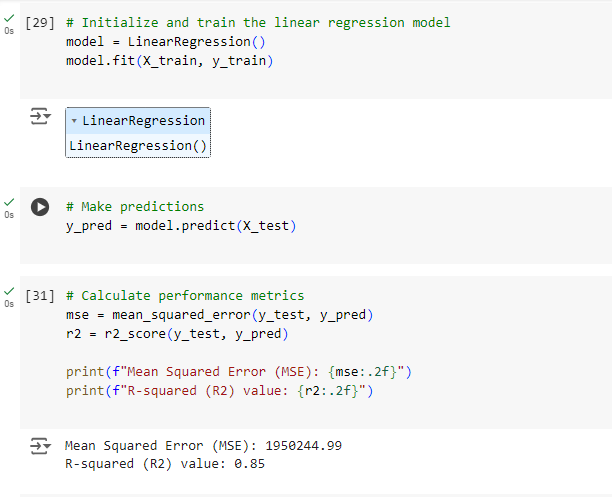 [29] # Initialize and train the linear regression model
0s
model = LinearRegression()
model.fit(X_train, y_train)
LinearRegression
LinearRegression()
# Make predictions
0s
y_pred = model.predict(X_test)
[31] # Calculate performance metrics
0s
mse = mean_squared_error(y_test, y_pred)
r2 = r2_score(y_test, y_pred)
print(f"Mean Squared Error (MSE): {mse:.2f}")
print(f"R-squared (R2) value: {r2:.2f}")
Mean Squared Error (MSE): 1950244.99
R-squared (R2) value: 0.85